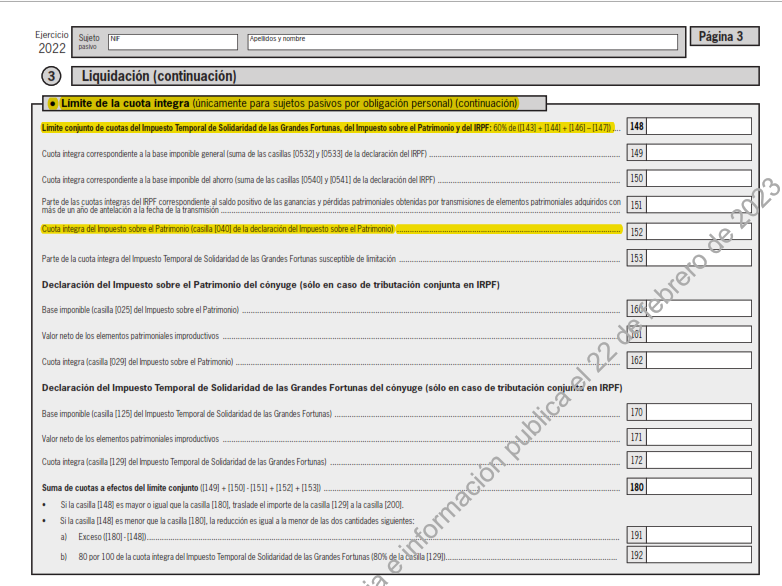 Ejercicio
2022
Sujeto pasivo
NIF
Apellidos y nombre
Página 3
3 Liquidación (continuación)
• Límite de la cuota íntegra (únicamente para sujetos pasivos por obligación personal) (continuación)
Límite conjunto de cuotas del Impuesto Temporal de Solidaridad de las Grandes Fortunas, del Impuesto sobre el Patrimonio y del IRPF: 60% de ([143] + [144] + [146] – [147]) 148
Cuota íntegra correspondiente a la base imponible general (suma de las casillas [0532] y [0533] de la declaración del IRPF) 149
Cuota íntegra correspondiente a la base imponible del ahorro (suma de las casillas [0540] y [0541] de la declaración del IRPF) 150
Parte de las cuotas íntegras del IRPF correspondiente al saldo positivo de las ganancias y pérdidas patrimoniales obtenidas por transmisiones de elementos patrimoniales adquiridos con
más de un año de antelación a la fecha de la transmisión 151
Cuota íntegra del Impuesto sobre el Patrimonio (casilla [040] de la declaración del Impuesto sobre el Patrimonio) 152
Parte de la cuota íntegra del Impuesto Temporal de Solidaridad de las Grandes Fortunas susceptible de limitación 153
Declaración del Impuesto sobre el Patrimonio del cónyuge (sólo en caso de tributación conjunta en IRPF)
Base imponible (casilla [025] del Impuesto sobre el Patrimonio) 160
Valor neto de los elementos patrimoniales improductivos 161
Cuota íntegra (casilla [029] del Impuesto sobre el Patrimonio) 162
Declaración del Impuesto Temporal de Solidaridad de las Grandes Fortunas del cónyuge (sólo en caso de tributación conjunta en IRPF)
Base imponible (casilla [125] del Impuesto Temporal de Solidaridad de las Grandes Fortunas) 170
Valor neto de los elementos patrimoniales improductivos 171
Cuota íntegra (casilla [129] del Impuesto Temporal de Solidaridad de las Grandes Fortunas) 172
Suma de cuotas a efectos del límite conjunto ([149] + [150] - [151] + [152] + [153]) 180
• Si la casilla [148] es mayor o igual que la casilla [180], traslade el importe de la casilla [129] a la casilla [200].
• Si la casilla [148] es menor que la casilla [180], la reducción es igual a la menor de las dos cantidades siguientes:
a) Exceso ([180] - [148]) 191
b) 80 por 100 de la cuota íntegra del Impuesto Temporal de Solidaridad de las Grandes Fortunas (80% de la casilla [129]) 192
e información publica el 22 de febrero de 2023